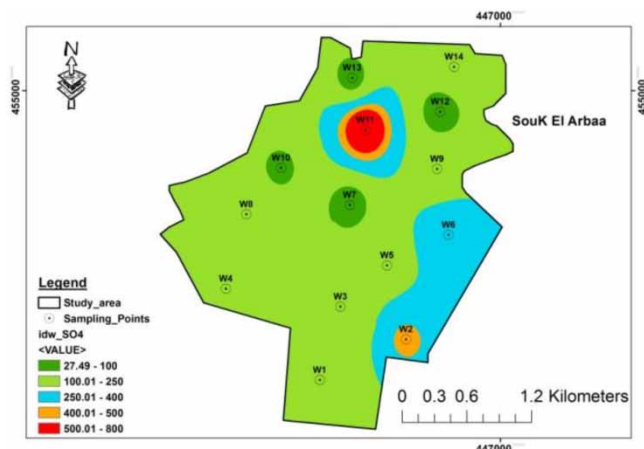 447000
N
455000
455000
W13
W14
W12
W11
SouK El Arbaa
W10
W9
W7
W8
W6
W5
W4
W3
W2
W1
Legend
Study_area
Sampling_Points
idw_SO4
<VALUE>
27.49 - 100
100.01 - 250
250.01 - 400
400.01 - 500
500.01 - 800
0 0.3 0.6 1.2 Kilometers
447000